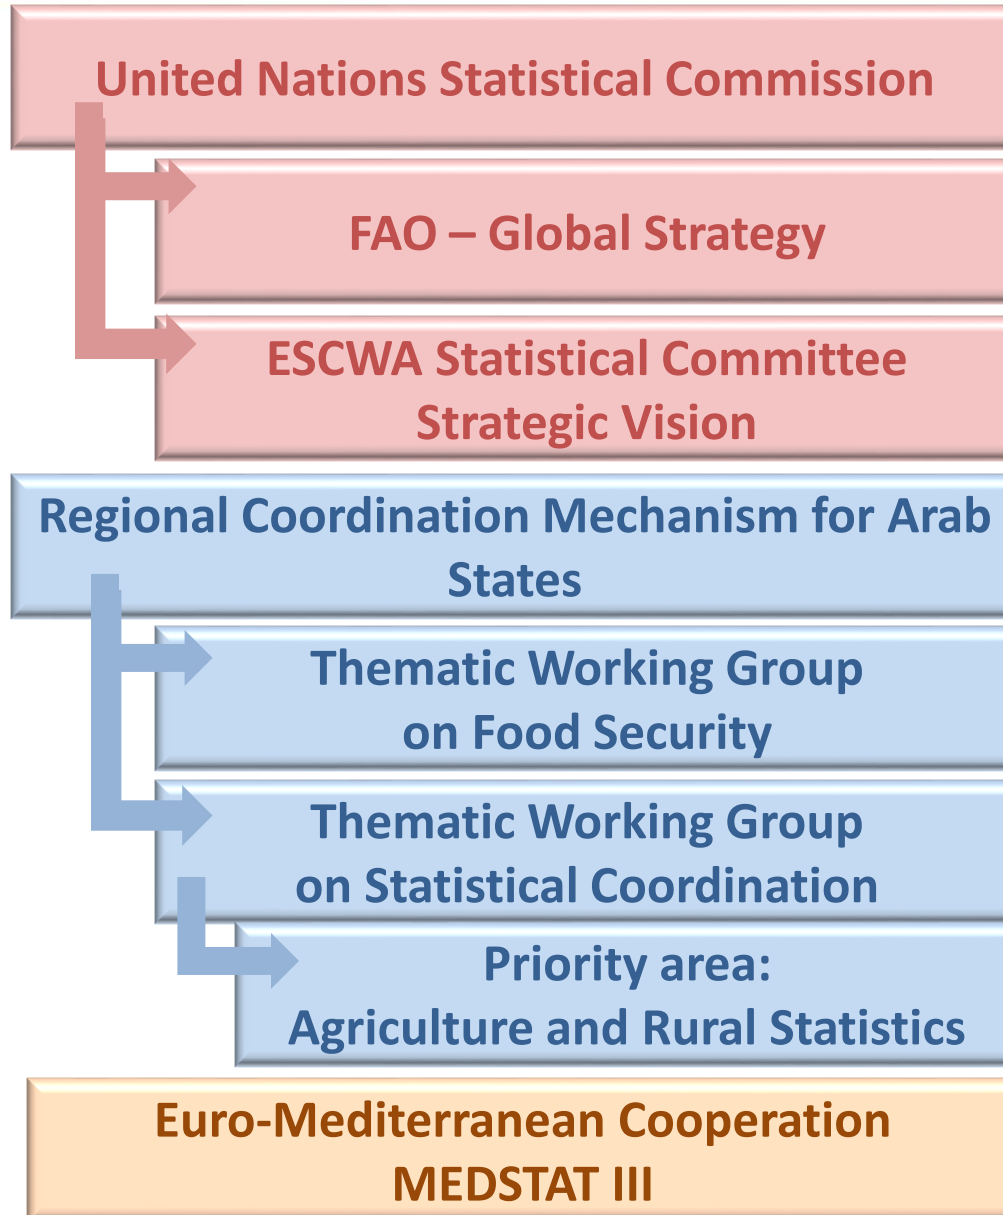 United Nations Statistical Commission
FAO – Global Strategy
ESCWA Statistical Committee
Strategic Vision
Regional Coordination Mechanism for Arab
States
Thematic Working Group
on Food Security
Thematic Working Group
on Statistical Coordination
Priority area:
Agriculture and Rural Statistics
Euro-Mediterranean Cooperation
MEDSTAT III